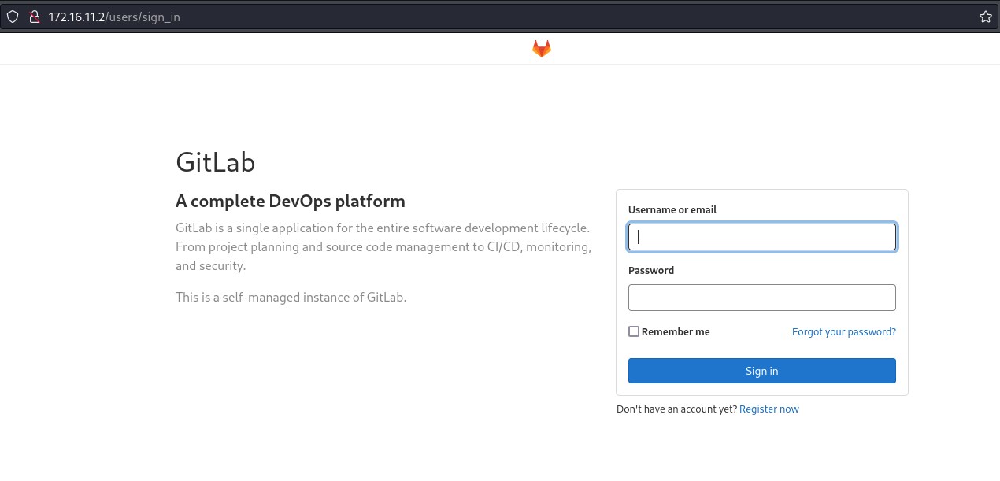 172.16.11.2/users/sign_in
GitLab
A complete DevOps platform
GitLab is a single application for the entire software development lifecycle.
From project planning and source code management to CI/CD, monitoring,
and security.
This is a self-managed instance of GitLab.
Username or email
Password
Remember me
Forgot your password?
Sign in
Don't have an account yet? Register now